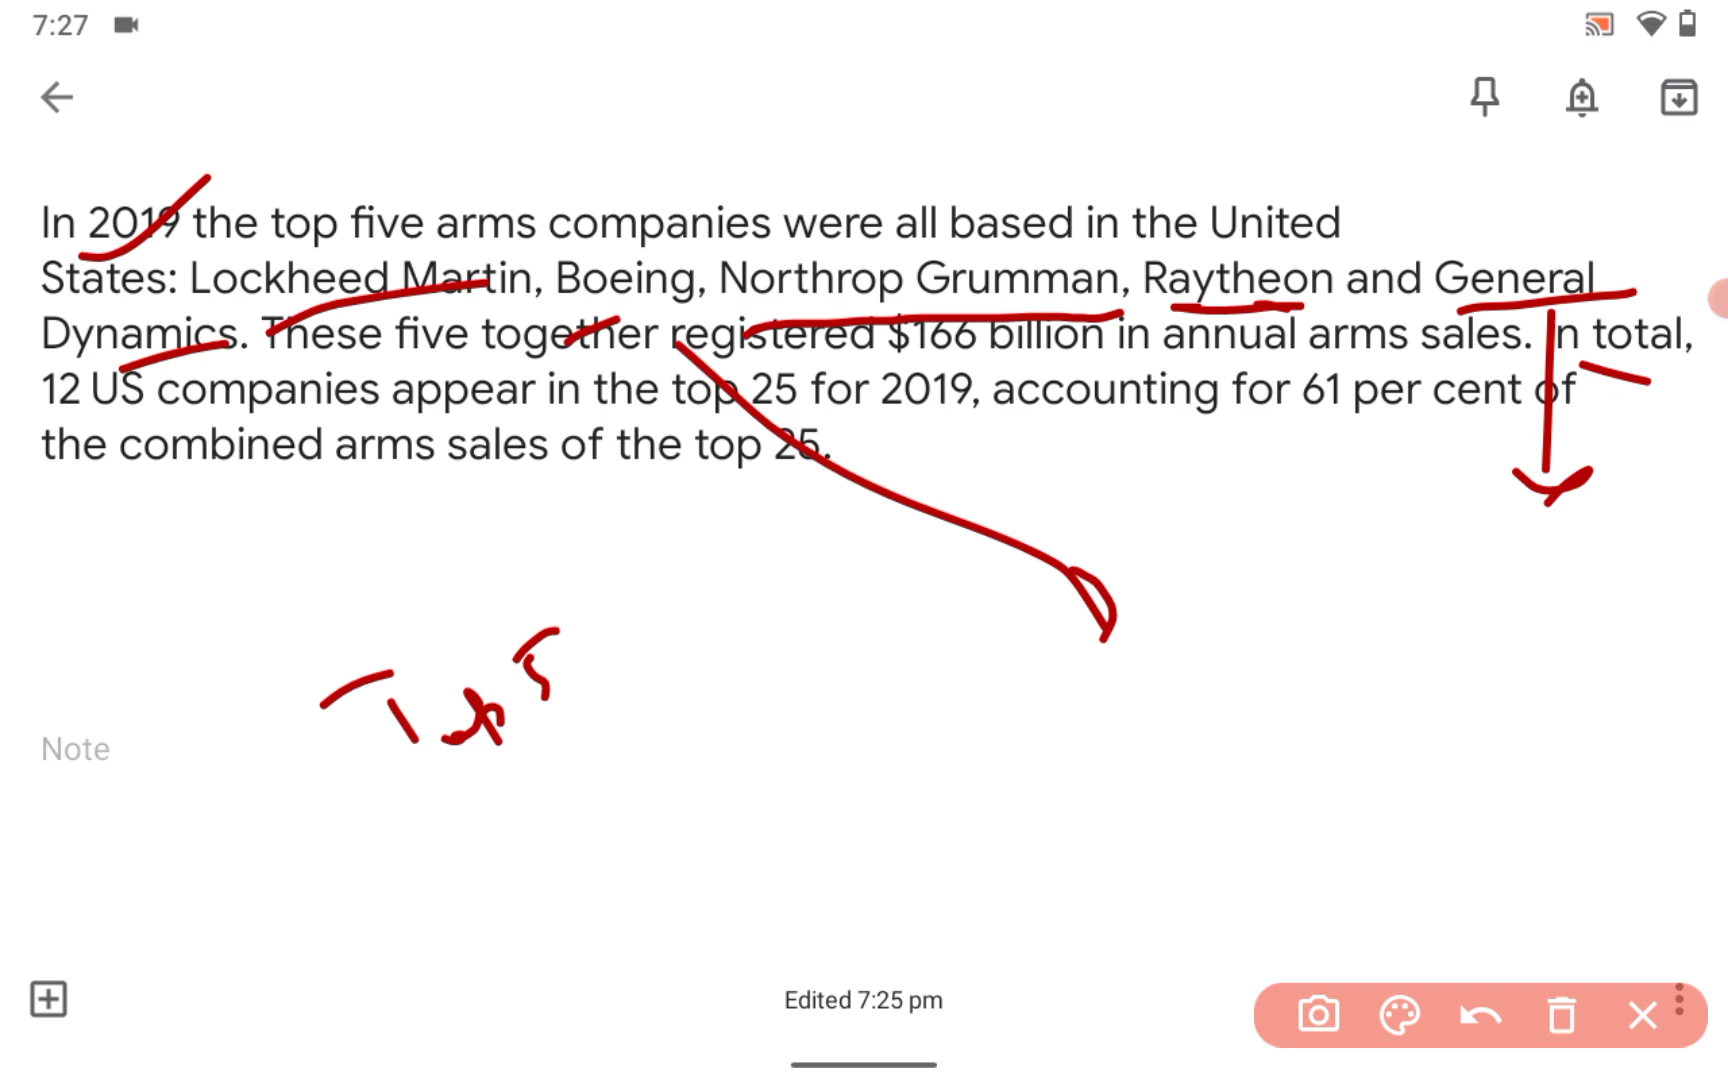 7:27
In 2019 the top five arms companies were all based in the United
States: Lockheed Martin, Boeing, Northrop Grumman, Raytheon and General
Dynamics. These five together registered $166 billion in annual arms sales. In total,
12 US companies appear in the top 25 for 2019, accounting for 61 per cent of
the combined arms sales of the top 25.
Top 5
Note
Edited 7:25 pm